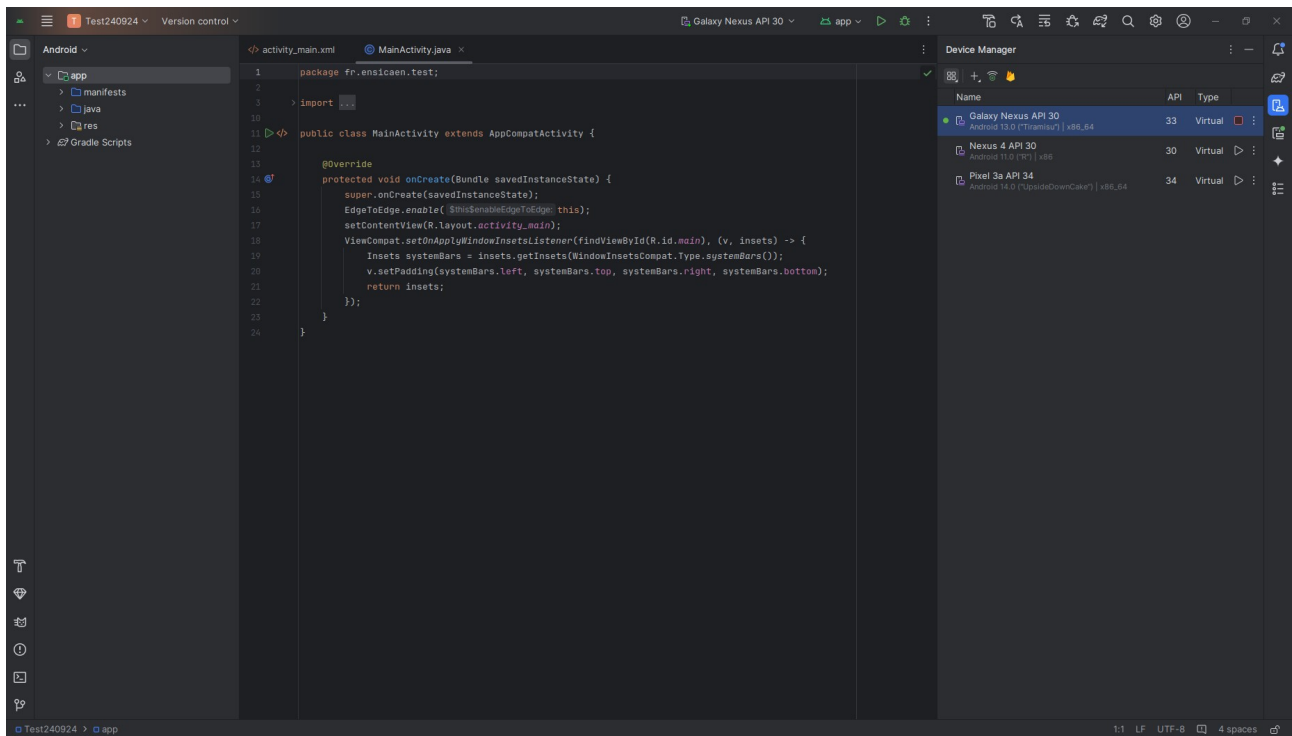 T Test240924 Version control Galaxy Nexus API 30 app
Android
app
manifests
java
res
Gradle Scripts
activity_main.xml MainActivity.java
1 package fr.ensicaen.test;
2
3 import ...
10
11 public class MainActivity extends AppCompatActivity {
12
13 @Override
14 protected void onCreate(Bundle savedInstanceState) {
15 super.onCreate(savedInstanceState);
16 EdgeToEdge.enable( $this$enableEdgeToEdge: this);
17 setContentView(R.layout.activity_main);
18 ViewCompat.setOnApplyWindowInsetsListener(findViewById(R.id.main), (v, insets) -> {
19 Insets systemBars = insets.getInsets(WindowInsetsCompat.Type.systemBars());
20 v.setPadding(systemBars.left, systemBars.top, systemBars.right, systemBars.bottom);
21 return insets;
22 });
23 }
24 }
Device Manager
Name API Type
Galaxy Nexus API 30 33 Virtual
Android 13.0 ("Tiramisu") | x86_64
Nexus 4 API 30 30 Virtual
Android 11.0 ("R") | x86
Pixel 3a API 34 34 Virtual
Android 14.0 ("UpsideDownCake") | x86_64
Test240924 > app 1:1 LF UTF-8 4 spaces